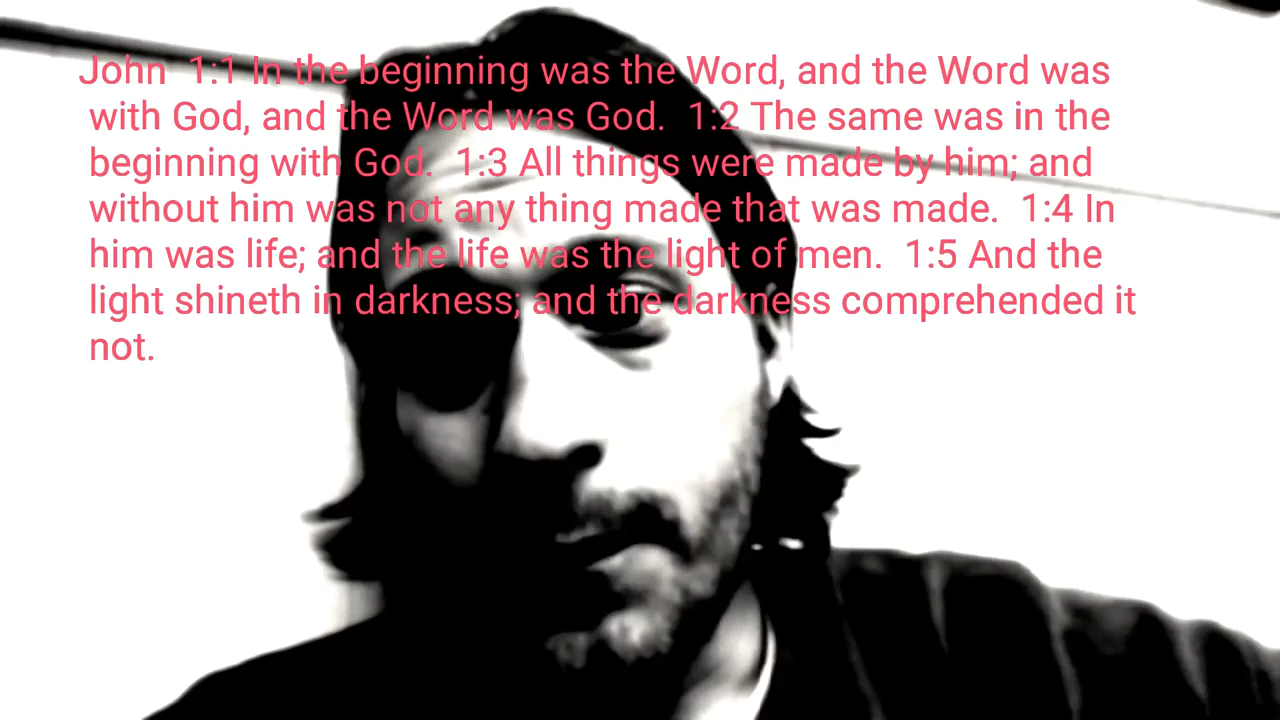 John 1:1 In the beginning was the Word, and the Word was
with God, and the Word was God. 1:2 The same was in the
beginning with God. 1:3 All things were made by him; and
without him was not any thing made that was made. 1:4 In
him was life; and the life was the light of men. 1:5 And the
light shineth in darkness; and the darkness comprehended it
not.